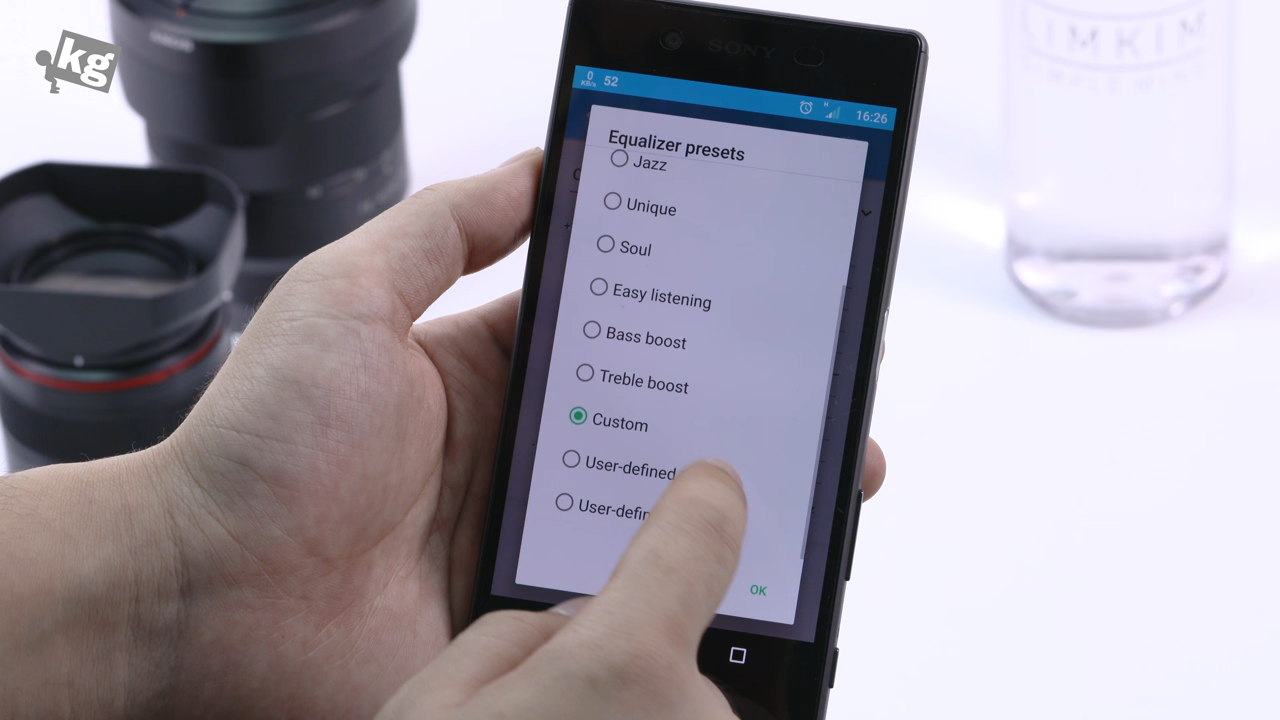 kg
SONY
LIMKIM
0
KB/s
52
16:26
Equalizer presets
Jazz
Unique
Soul
Easy listening
Bass boost
Treble boost
Custom
User-defined
OK